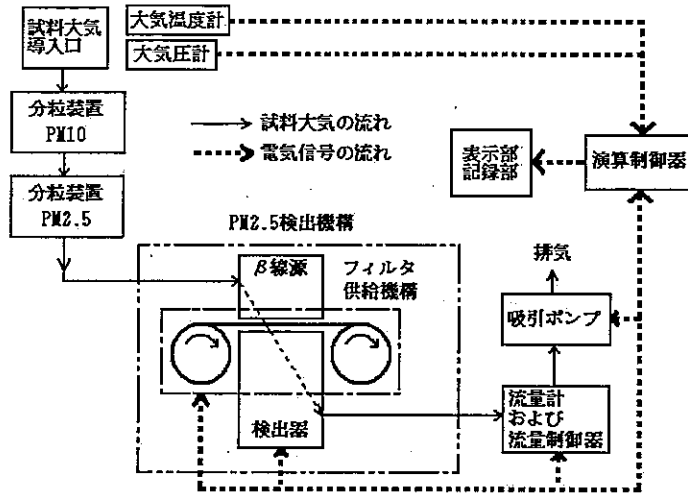 試料大気
導入口
大気温度計
大気圧計
分粒装置
PM10
試料大気の流れ
電気信号の流れ
表示部
記録部
演算制御器
分粒装置
PM2.5
PM2.5検出機構
β線源
フィルタ
供給機構
排気
吸引ポンプ
検出器
流量計
および
流量制御器